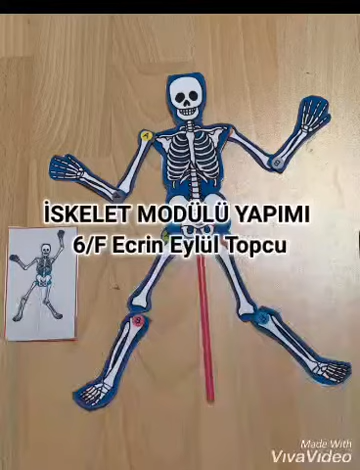 İSKELET MODÜLÜ YAPIMI
6/F Ecrin Eylül Topcu
Made With
VivaVideo